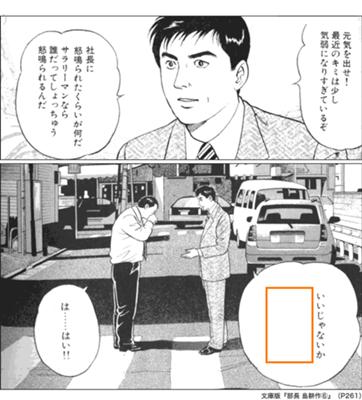 元気を出せ!
最近のキミは少し
気弱になりすぎているぞ
社長に
怒鳴られたくらいが何だ
サラリーマンなら
誰だってしょっちゅう
怒鳴られるんだ
いいじゃないか
は……はい!!
文庫版『部長 島耕作⑥』(P261)